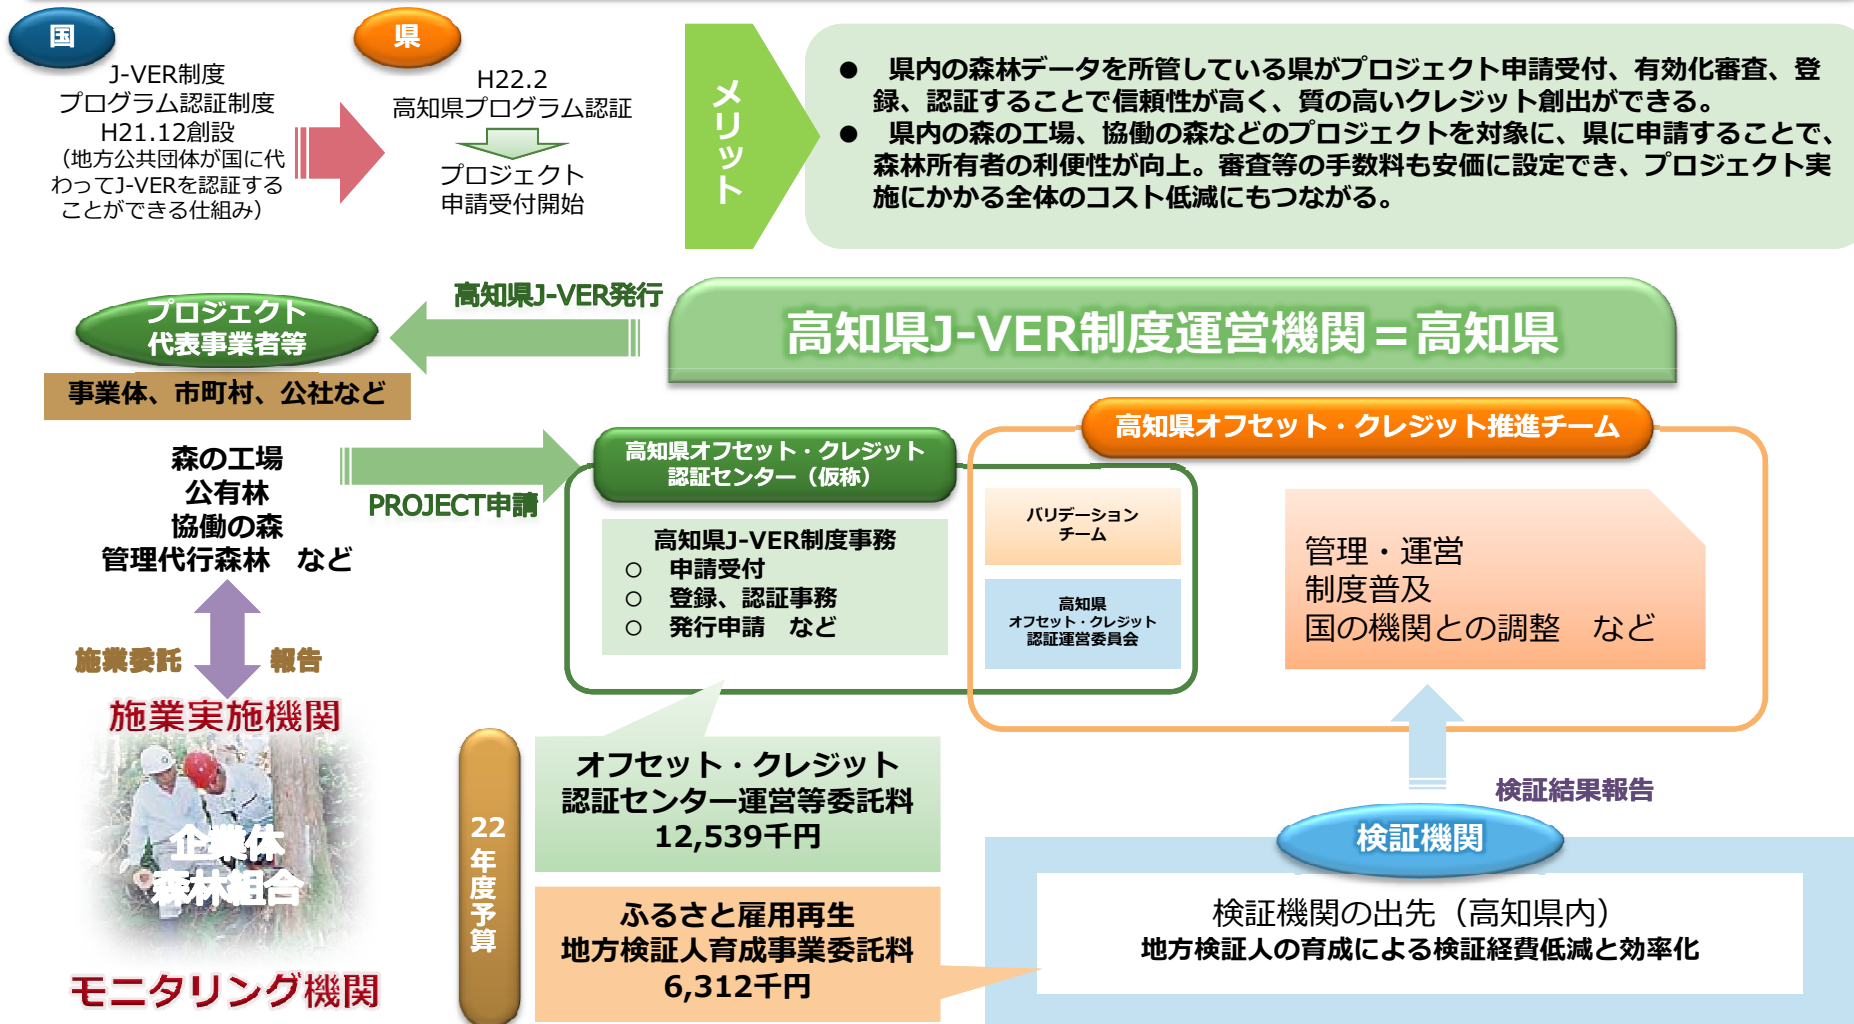 国
J-VER制度
プログラム認証制度
H21.12創設
（地方公共団体が国に代
わってJ-VERを認証する
ことができる仕組み）
県
H22.2
高知県プログラム認証
プロジェクト
申請受付開始
メリット
● 県内の森林データを所管している県がプロジェクト申請受付、有効化審査、登
録、認証することで信頼性が高く、質の高いクレジット創出ができる。
● 県内の森の工場、協働の森などのプロジェクトを対象に、県に申請することで、
森林所有者の利便性が向上。審査等の手数料も安価に設定でき、プロジェクト実
施にかかる全体のコスト低減にもつながる。
プロジェクト
代表事業者等
事業体、市町村、公社など
高知県J-VER発行
高知県J-VER制度運営機関＝高知県
森の工場
公有林
協働の森
管理代行森林　など
PROJECT申請
高知県オフセット・クレジット
認証センター（仮称）
高知県J-VER制度事務
○ 申請受付
○ 登録、認証事務
○ 発行申請　など
バリデーション
チーム
高知県
オフセット・クレジット
認証運営委員会
高知県オフセット・クレジット推進チーム
管理・運営
制度普及
国の機関との調整　など
施業委託
報告
施業実施機関
企業体
森林組合
モニタリング機関
22年度予算
オフセット・クレジット
認証センター運営等委託料
12,539千円
ふるさと雇用再生
地方検証人育成事業委託料
6,312千円
検証結果報告
検証機関
検証機関の出先（高知県内）
地方検証人の育成による検証経費低減と効率化